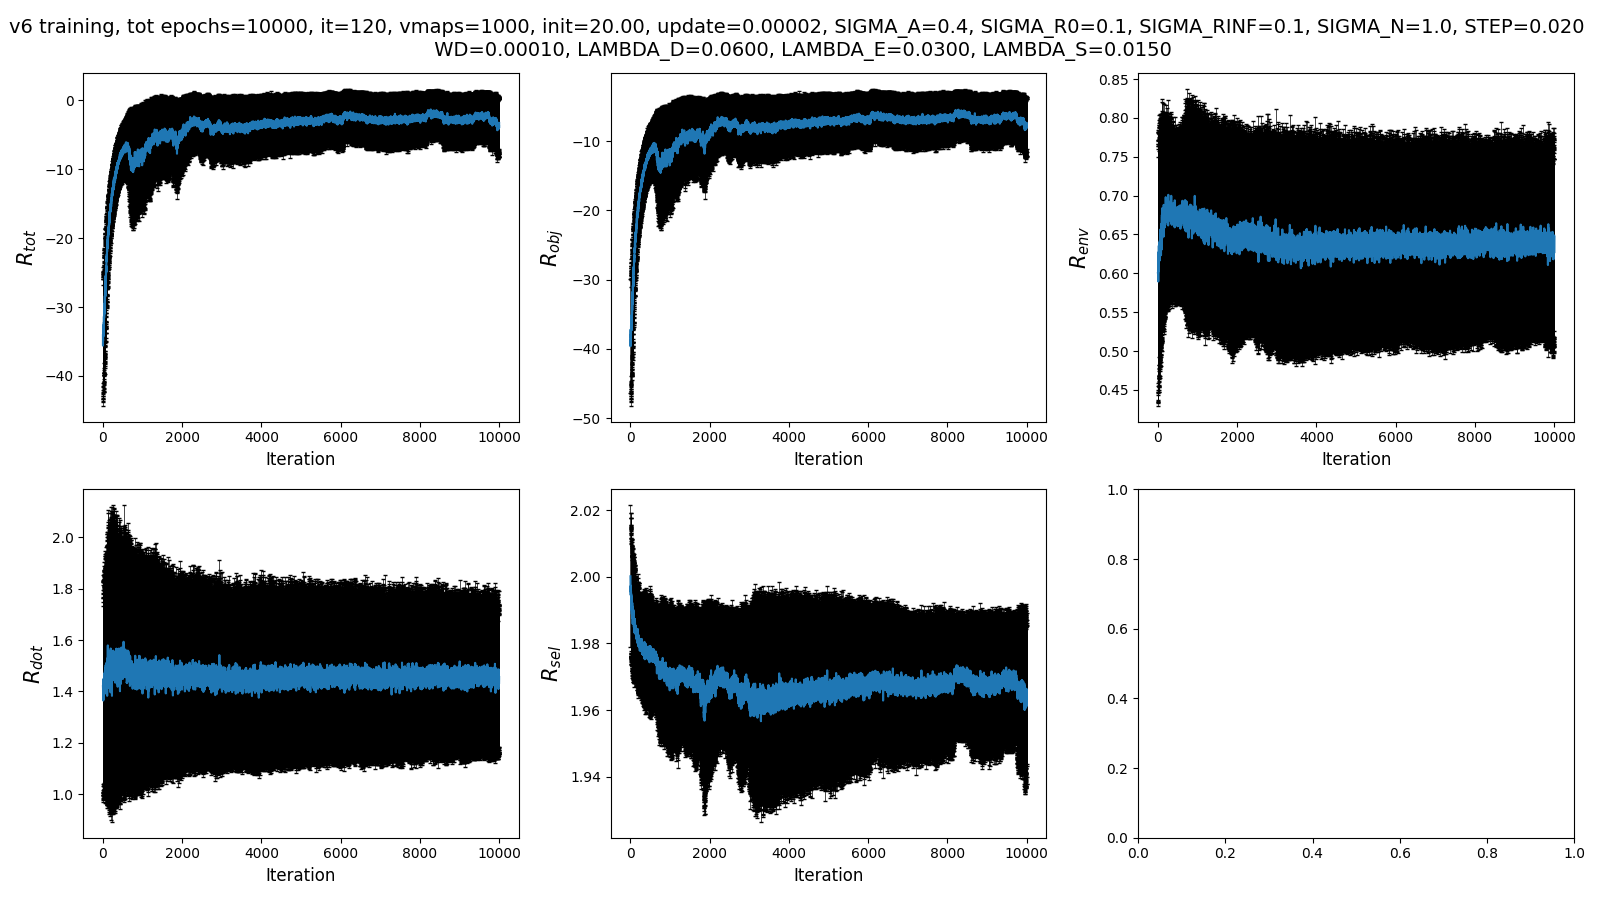 v6 training, tot epochs=10000, it=120, vmaps=1000, init=20.00, update=0.00002, SIGMA_A=0.4, SIGMA_R0=0.1, SIGMA_RINF=0.1, SIGMA_N=1.0, STEP=0.020
WD=0.00010, LAMBDA_D=0.0600, LAMBDA_E=0.0300, LAMBDA_S=0.0150
R_tot
0
−10
−20
−30
−40
0 2000 4000 6000 8000 10000
Iteration
R_obj
−10
−20
−30
−40
−50
0 2000 4000 6000 8000 10000
Iteration
R_env
0.85
0.80
0.75
0.70
0.65
0.60
0.55
0.50
0.45
0 2000 4000 6000 8000 10000
Iteration
R_dot
2.0
1.8
1.6
1.4
1.2
1.0
0 2000 4000 6000 8000 10000
Iteration
R_sel
2.02
2.00
1.98
1.96
1.94
0 2000 4000 6000 8000 10000
Iteration
1.0
0.8
0.6
0.4
0.2
0.0
0.0 0.2 0.4 0.6 0.8 1.0